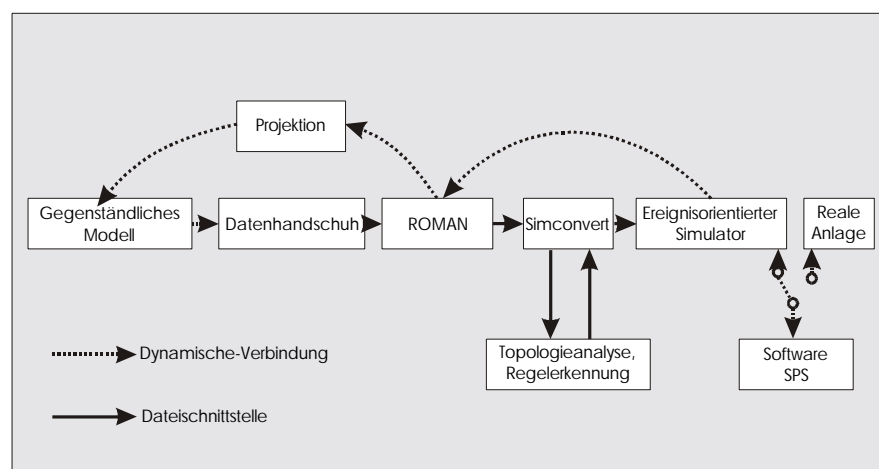 Projektion
Gegenständliches
Modell
Datenhandschuh
ROMAN
Simconvert
Ereignisorientierter
Simulator
Reale
Anlage
Topologieanalyse,
Regelerkennung
Software
SPS
Dynamische-Verbindung
Dateischnittstelle